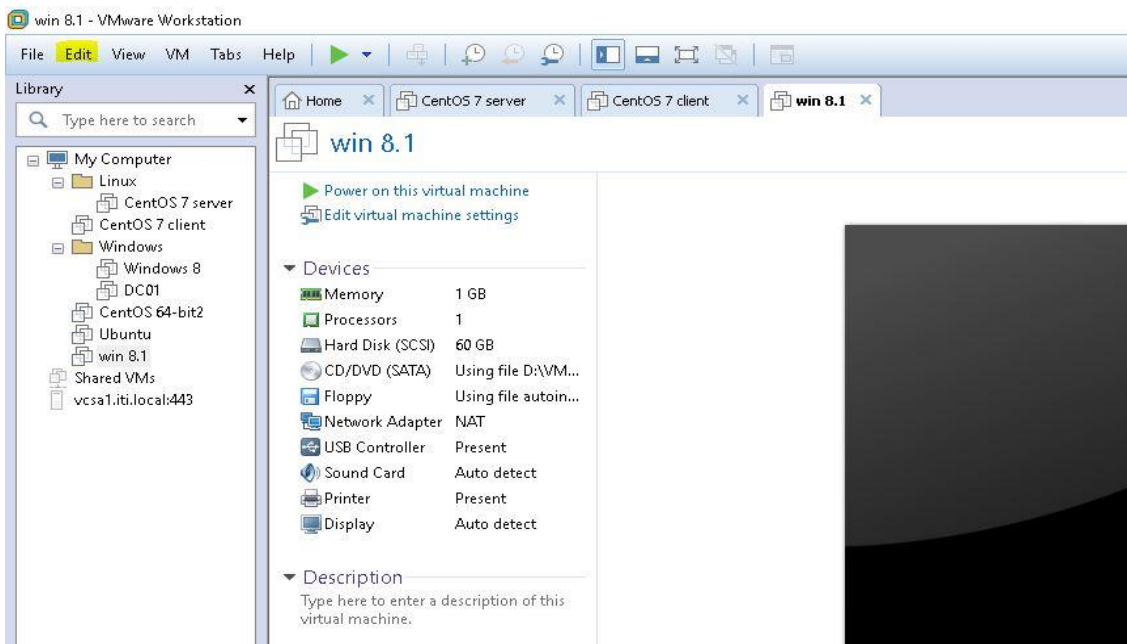 win 8.1 - VMware Workstation
File Edit View VM Tabs Help
Library
Type here to search
My Computer
Linux
CentOS 7 server
CentOS 7 client
Windows
Windows 8
DC01
CentOS 64-bit2
Ubuntu
win 8.1
Shared VMs
vcsa1.iti.local:443
Home CentOS 7 server CentOS 7 client win 8.1
win 8.1
Power on this virtual machine
Edit virtual machine settings
Devices
Memory 1 GB
Processors 1
Hard Disk (SCSI) 60 GB
CD/DVD (SATA) Using file D:\VM...
Floppy Using file autoin...
Network Adapter NAT
USB Controller Present
Sound Card Auto detect
Printer Present
Display Auto detect
Description
Type here to enter a description of this
virtual machine.